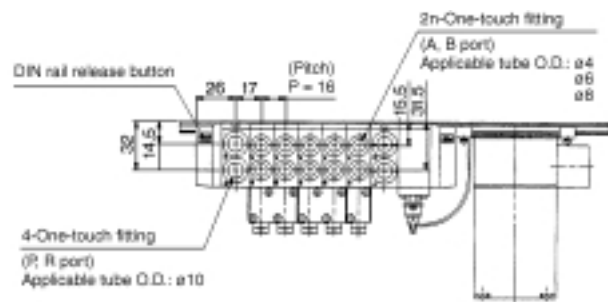 2n-One-touch fitting
(A, B port)
Applicable tube O.D.: ø4
ø6
ø8
DIN rail release button
26
17
(Pitch)
P = 16
15.5
31.5
32
14.5
4-One-touch fitting
(P, R port)
Applicable tube O.D.: ø10